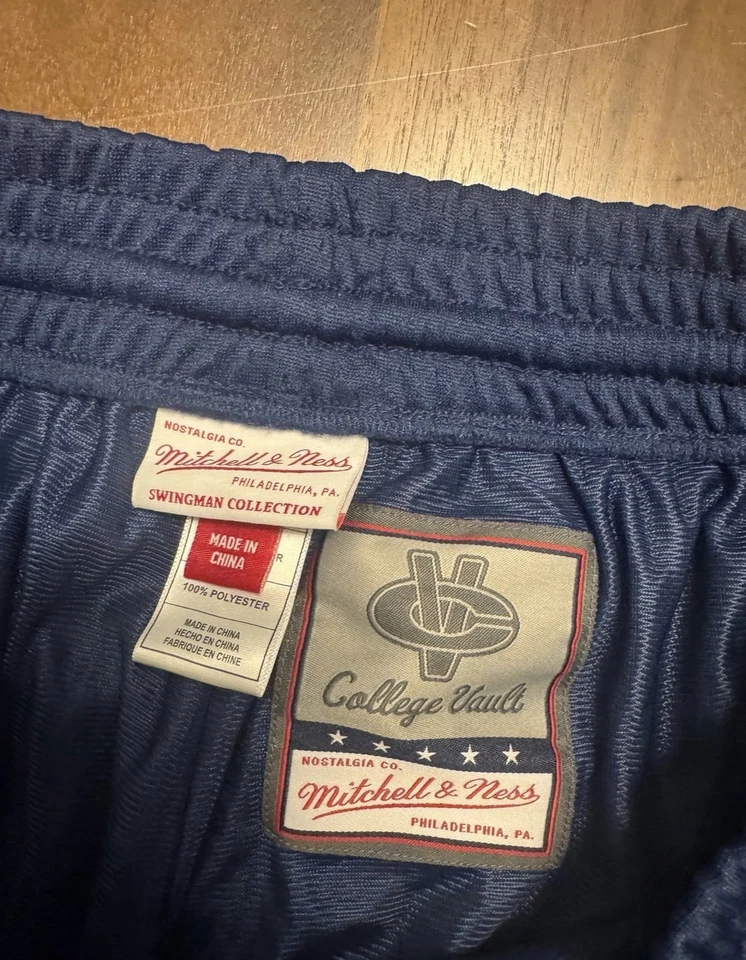 NOSTALGIA CO.
Mitchell & Ness
PHILADELPHIA, PA.
SWINGMAN COLLECTION
MADE IN
CHINA
R
100% POLYESTER
MADE IN CHINA
HECHO EN CHINA
FABRIQUE EN CHINE
VC
College Vault
NOSTALGIA CO.
Mitchell & Ness
PHILADELPHIA, PA.